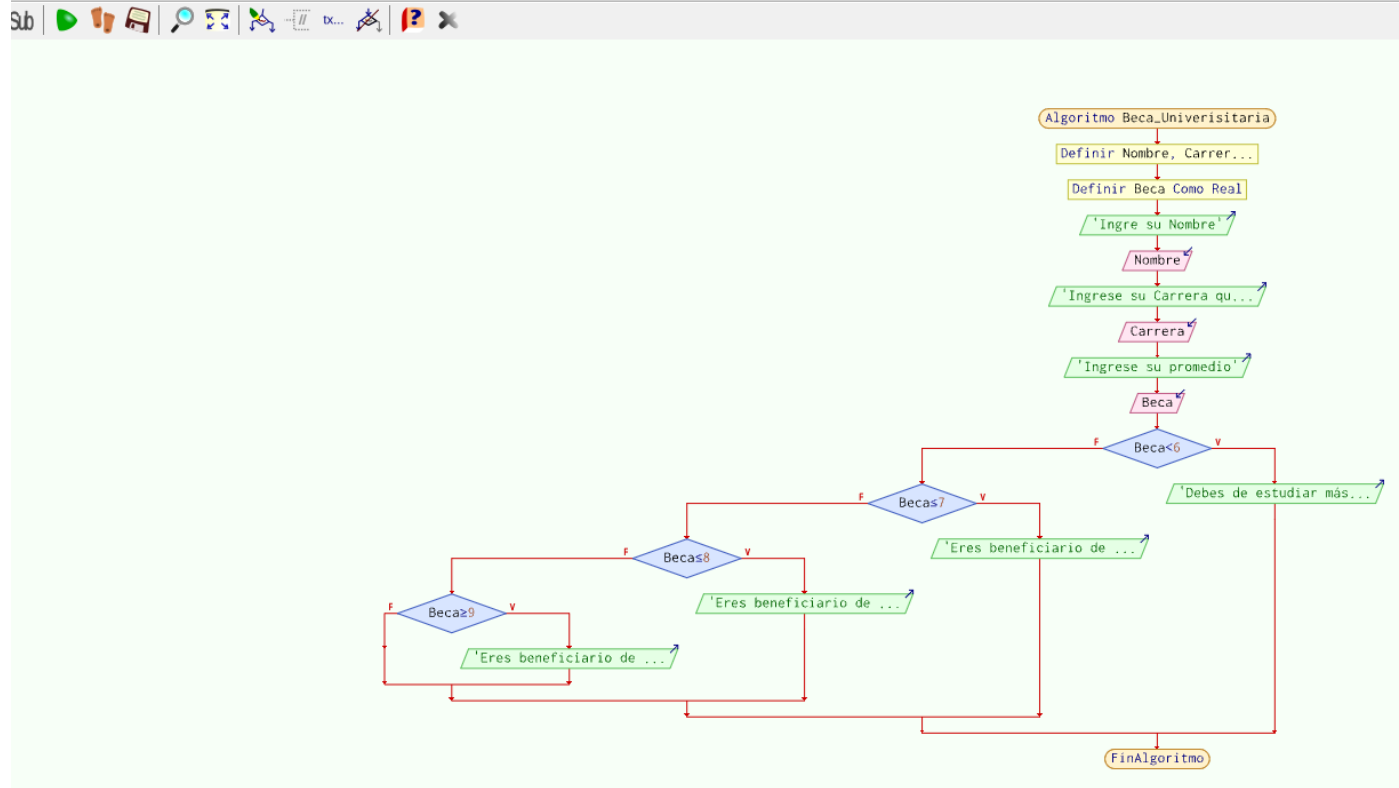 Sub
tx...
Algoritmo Beca_Univerisitaria
Definir Nombre, Carrer...
Definir Beca Como Real
'Ingre su Nombre'
Nombre
'Ingrese su Carrera qu...
Carrera
'Ingrese su promedio'
Beca
F Beca<6 V
'Debes de estudiar más...
F Beca≤7 V
'Eres beneficiario de ...
F Beca≤8 V
'Eres beneficiario de ...
F Beca≥9 V
'Eres beneficiario de ...
FinAlgoritmo